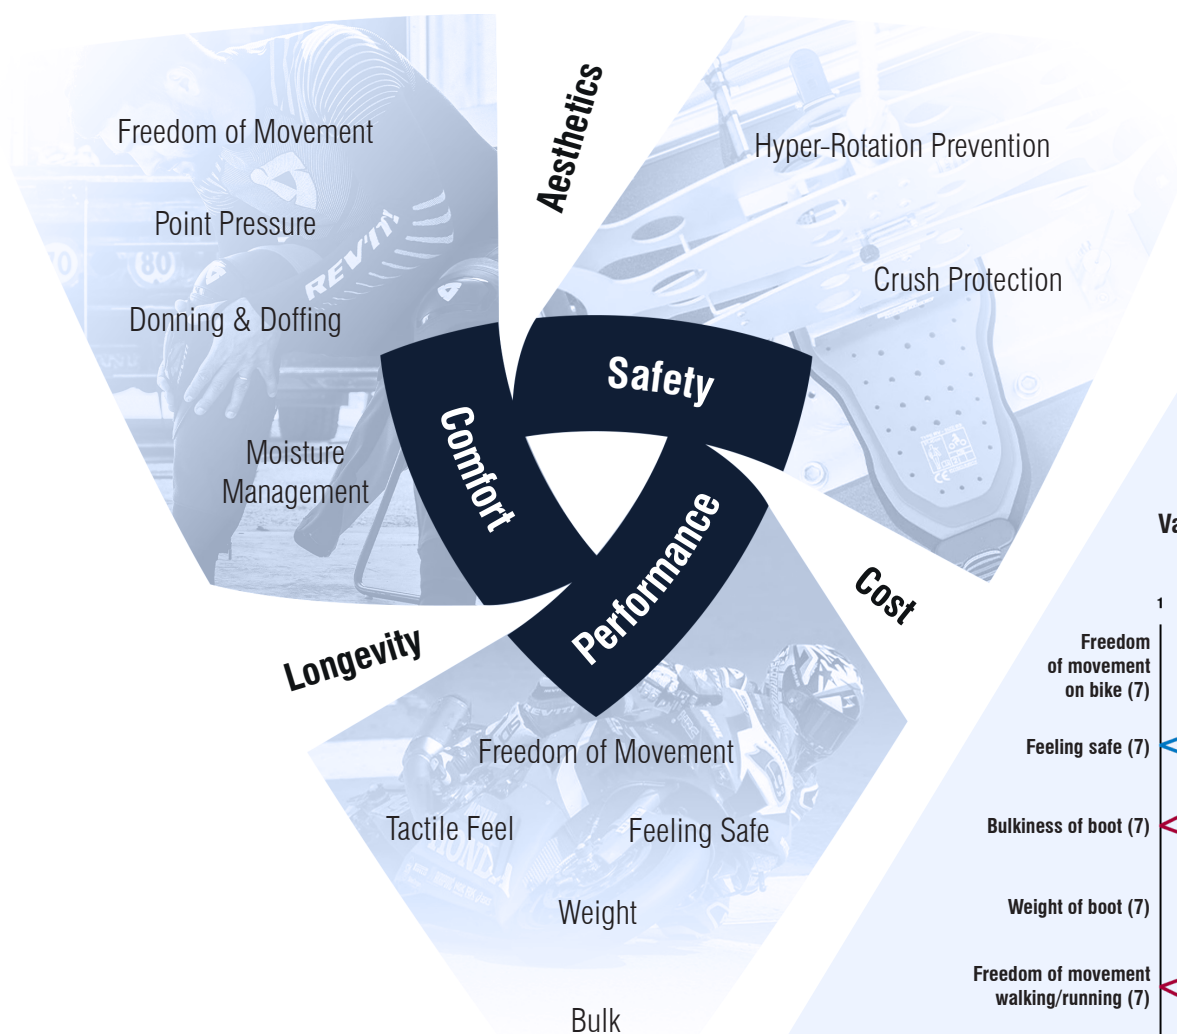 Freedom of Movement
Point Pressure
Donning & Doffing
Moisture
Management
Aesthetics
Hyper-Rotation Prevention
Crush Protection
Safety
Comfort
Performance
Cost
Longevity
Freedom of Movement
Tactile Feel
Feeling Safe
Weight
Bulk
REV'IT!
80
1
Freedom
of movement
on bike (7)
Feeling safe (7)
Bulkiness of boot (7)
Weight of boot (7)
Freedom of movement
walking/running (7)